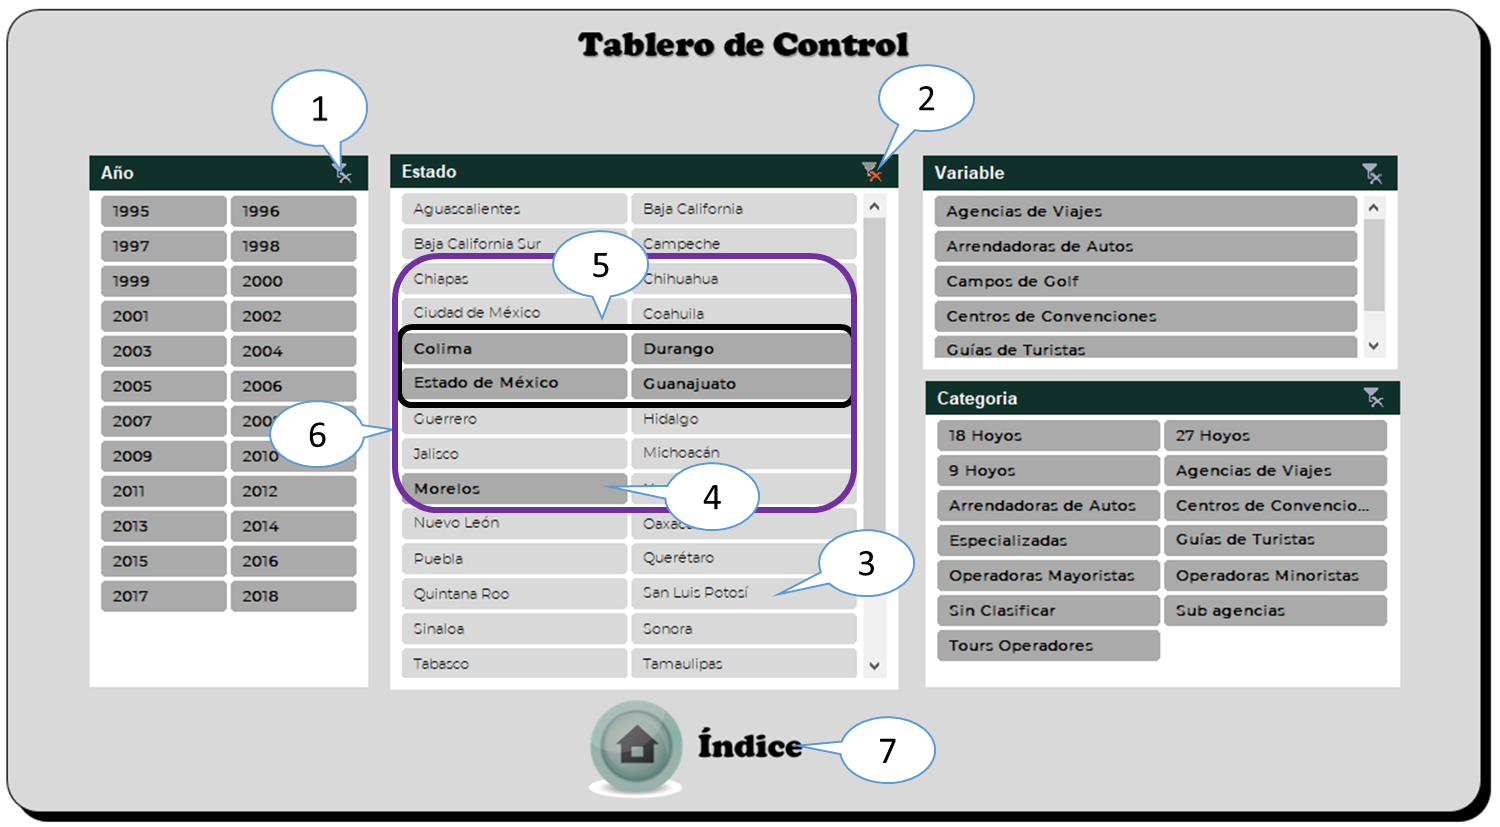 Tablero de Control
1
2
Año
1995 1996
1997 1998
1999 2000
2001 2002
2003 2004
2005 2006
2007
2009 2010
2011 2012
2013 2014
2015 2016
2017 2018
6
Estado
Aguascalientes Baja California
Baja California Sur Campeche
5
Chiapas Chihuahua
Ciudad de México Coahuila
Colima Durango
Estado de México Guanajuato
Guerrero Hidalgo
Jalisco Michoacán
Morelos
4
Nuevo León Oaxaca
Puebla Querétaro
3
Quintana Roo San Luis Potosí
Sinaloa Sonora
Tabasco Tamaulipas
Variable
Agencias de Viajes
Arrendadoras de Autos
Campos de Golf
Centros de Convenciones
Guías de Turistas
Categoria
18 Hoyos 27 Hoyos
9 Hoyos Agencias de Viajes
Arrendadoras de Autos Centros de Convencio...
Especializadas Guías de Turistas
Operadoras Mayoristas Operadoras Minoristas
Sin Clasificar Sub agencias
Tours Operadores
Índice
7